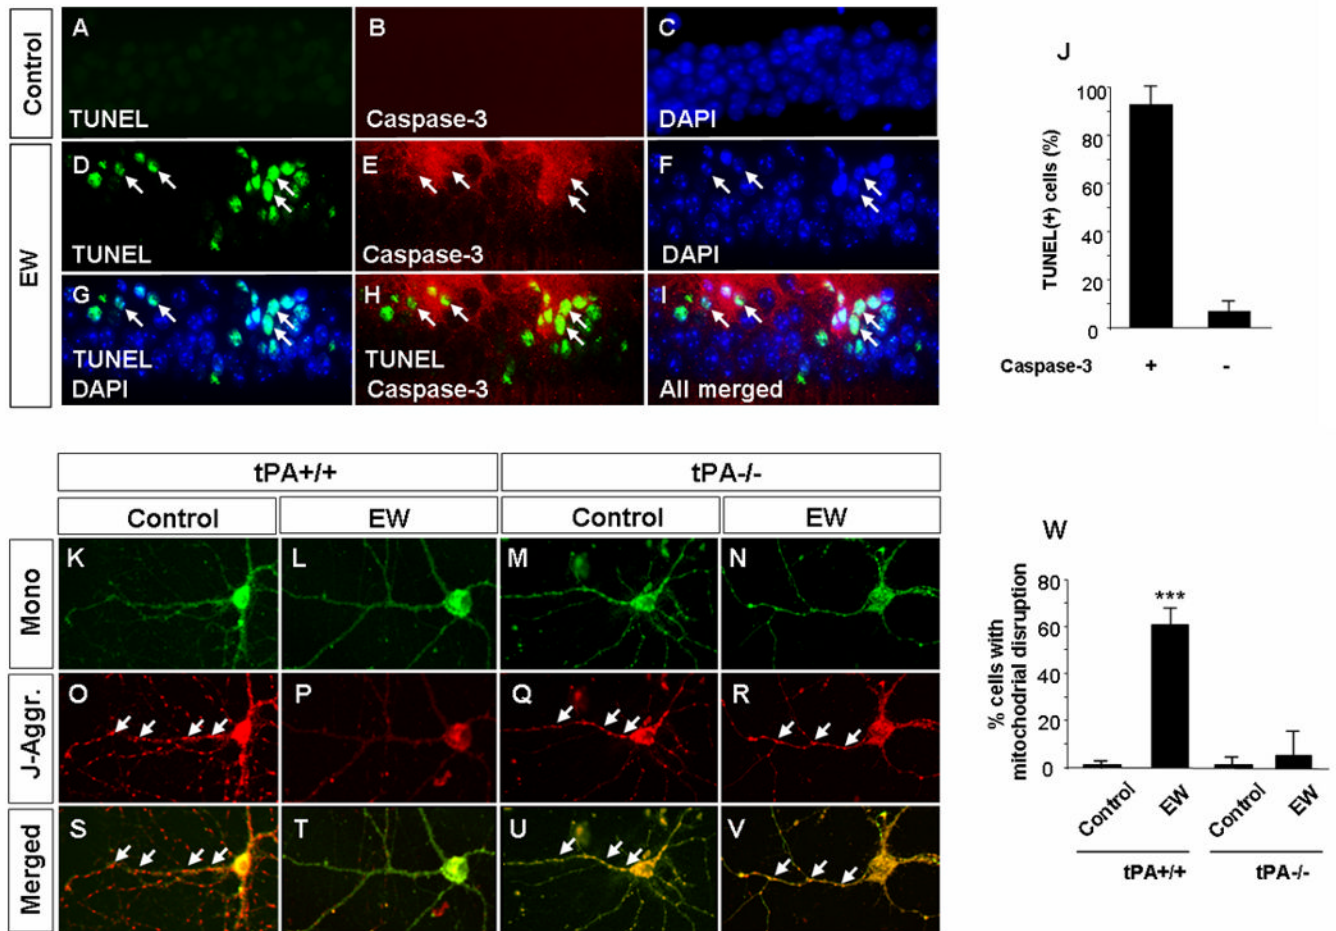 Control
A
TUNEL
B
Caspase-3
C
DAPI
EW
D
TUNEL
E
Caspase-3
F
DAPI
G
TUNEL
DAPI
H
TUNEL
Caspase-3
I
All merged
J
TUNEL(+) cells (%)
100
80
60
40
20
0
Caspase-3 + -
tPA+/+ tPA-/-
Control EW Control EW
Mono
K L M N
J-Aggr.
O P Q R
Merged
S T U V
W
% cells with
mitochodrial disruption
80
60
40
20
0
***
Control EW Control EW
tPA+/+ tPA-/-